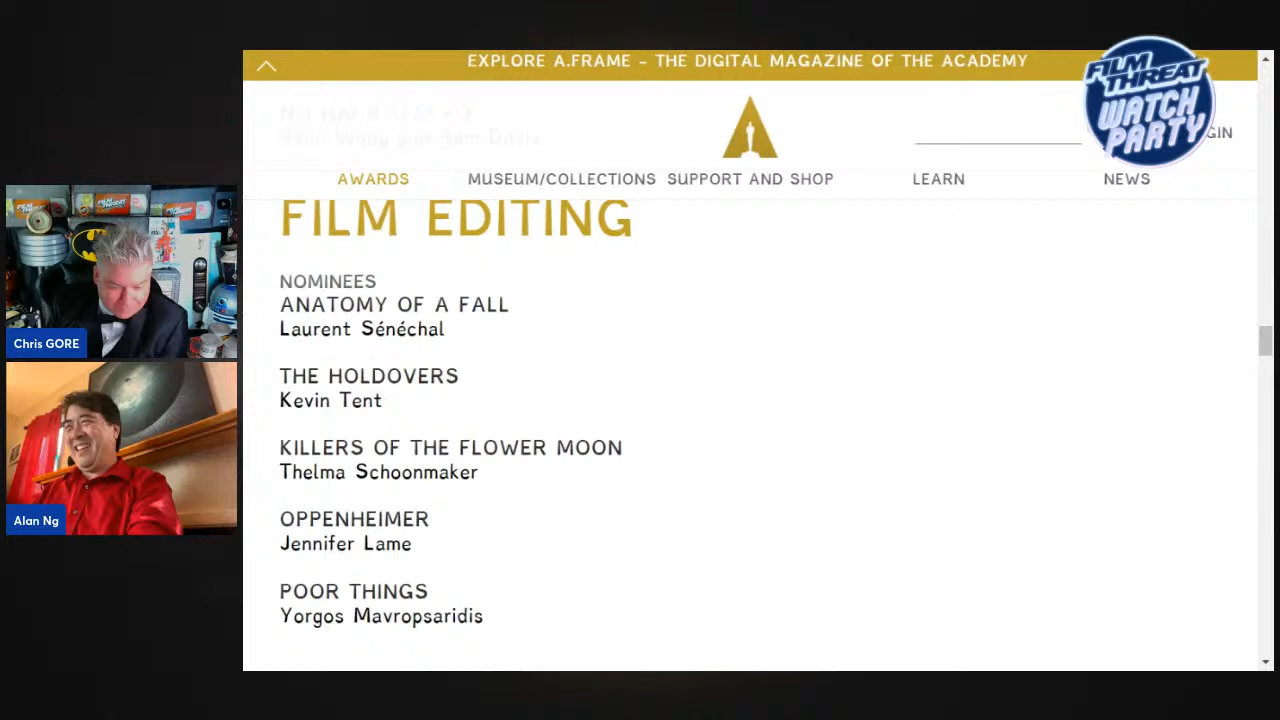 EXPLORE A.FRAME - THE DIGITAL MAGAZINE OF THE ACADEMY
FILM THREAT
WATCH PARTY
GIN
AWARDS
MUSEUM/COLLECTIONS
SUPPORT AND SHOP
LEARN
NEWS
FILM EDITING
NOMINEES
ANATOMY OF A FALL
Laurent Sénéchal
THE HOLDOVERS
Kevin Tent
KILLERS OF THE FLOWER MOON
Thelma Schoonmaker
OPPENHEIMER
Jennifer Lame
POOR THINGS
Yorgos Mavropsaridis
Chris GORE
Alan Ng